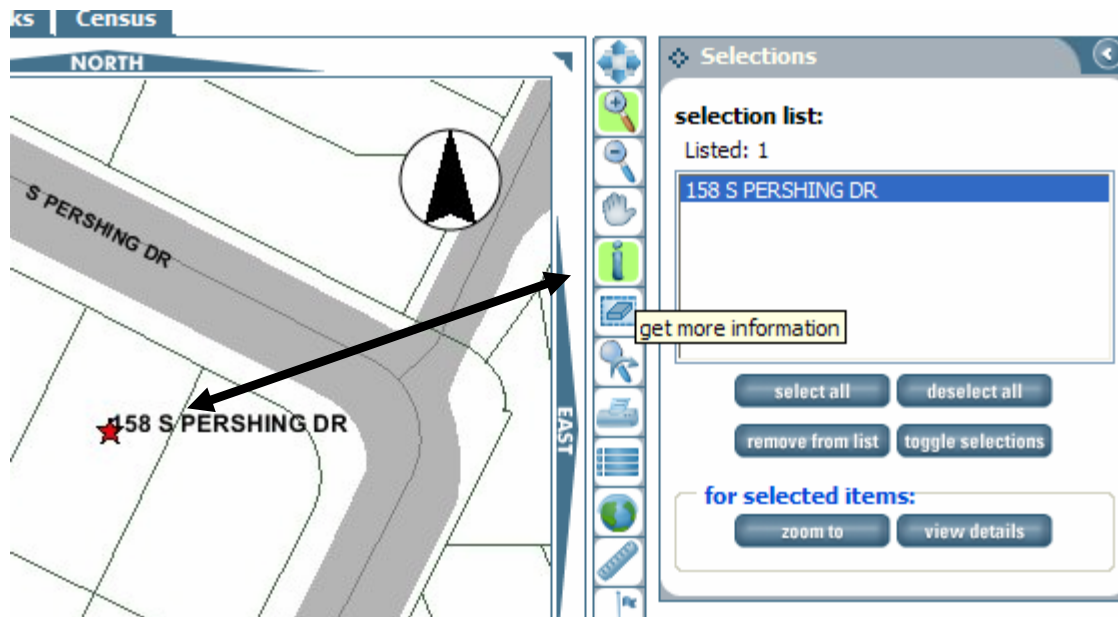 ks Census
NORTH
S PERSHING DR
158 S PERSHING DR
EAST
i
get more information
Selections
selection list:
Listed: 1
158 S PERSHING DR
select all deselect all
remove from list toggle selections
for selected items:
zoom to view details